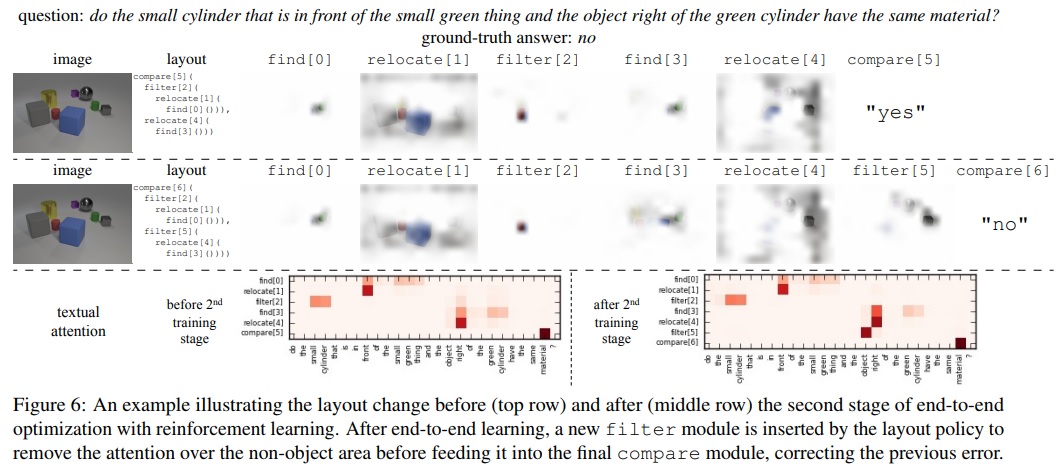 question: do the small cylinder that is in front of the small green thing and the object right of the green cylinder have the same material?
ground-truth answer: no
image layout find[0] relocate[1] filter[2] find[3] relocate[4] compare[5]
compare[5](
filter[2](
relocate[1](
find[0]())),
relocate[4](
find[3]()))
"yes"
image layout find[0] relocate[1] filter[2] find[3] relocate[4] filter[5] compare[6]
compare[6](
filter[2](
relocate[1](
find[0]())),
filter[5](
relocate[4](
find[3]())))
"no"
textual
attention
before 2nd
training
stage
find[0]
relocate[1]
filter[2]
find[3]
relocate[4]
compare[5]
do the small cylinder that is in front of the small green thing and the object right of the green cylinder have the same material ?
after 2nd
training
stage
find[0]
relocate[1]
filter[2]
find[3]
relocate[4]
filter[5]
compare[6]
do the small cylinder that is in front of the small green thing and the object right of the green cylinder have the same material ?
Figure 6: An example illustrating the layout change before (top row) and after (middle row) the second stage of end-to-end
optimization with reinforcement learning. After end-to-end learning, a new filter module is inserted by the layout policy to
remove the attention over the non-object area before feeding it into the final compare module, correcting the previous error.